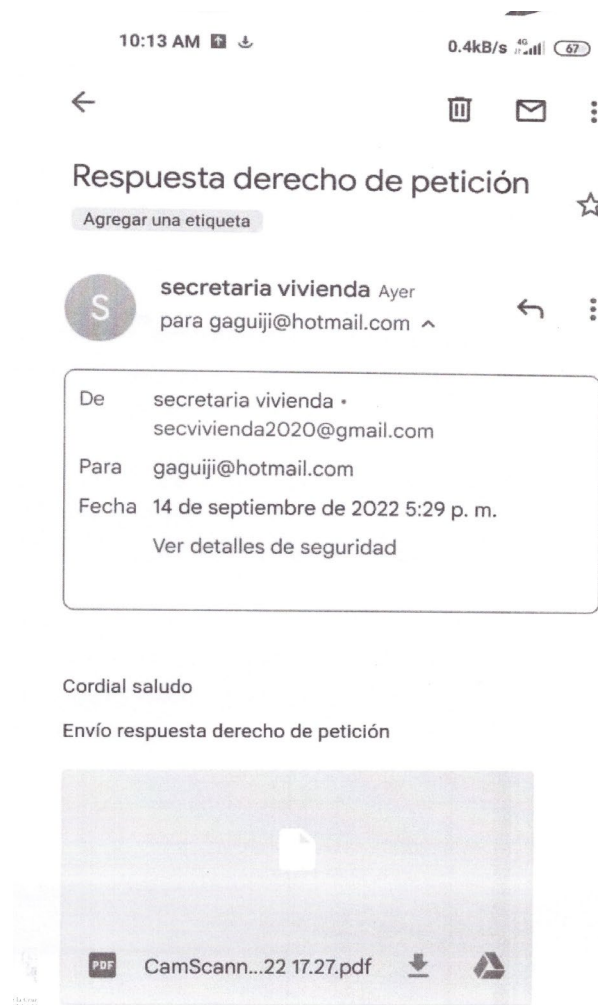 10:13 AM
0.4kB/s 4G 67
Respuesta derecho de petición
Agregar una etiqueta
S
secretaria vivienda Ayer
para gaguiji@hotmail.com
De secretaria vivienda •
secvivienda2020@gmail.com
Para gaguiji@hotmail.com
Fecha 14 de septiembre de 2022 5:29 p. m.
Ver detalles de seguridad
Cordial saludo
Envío respuesta derecho de petición
PDF CamScann...22 17.27.pdf